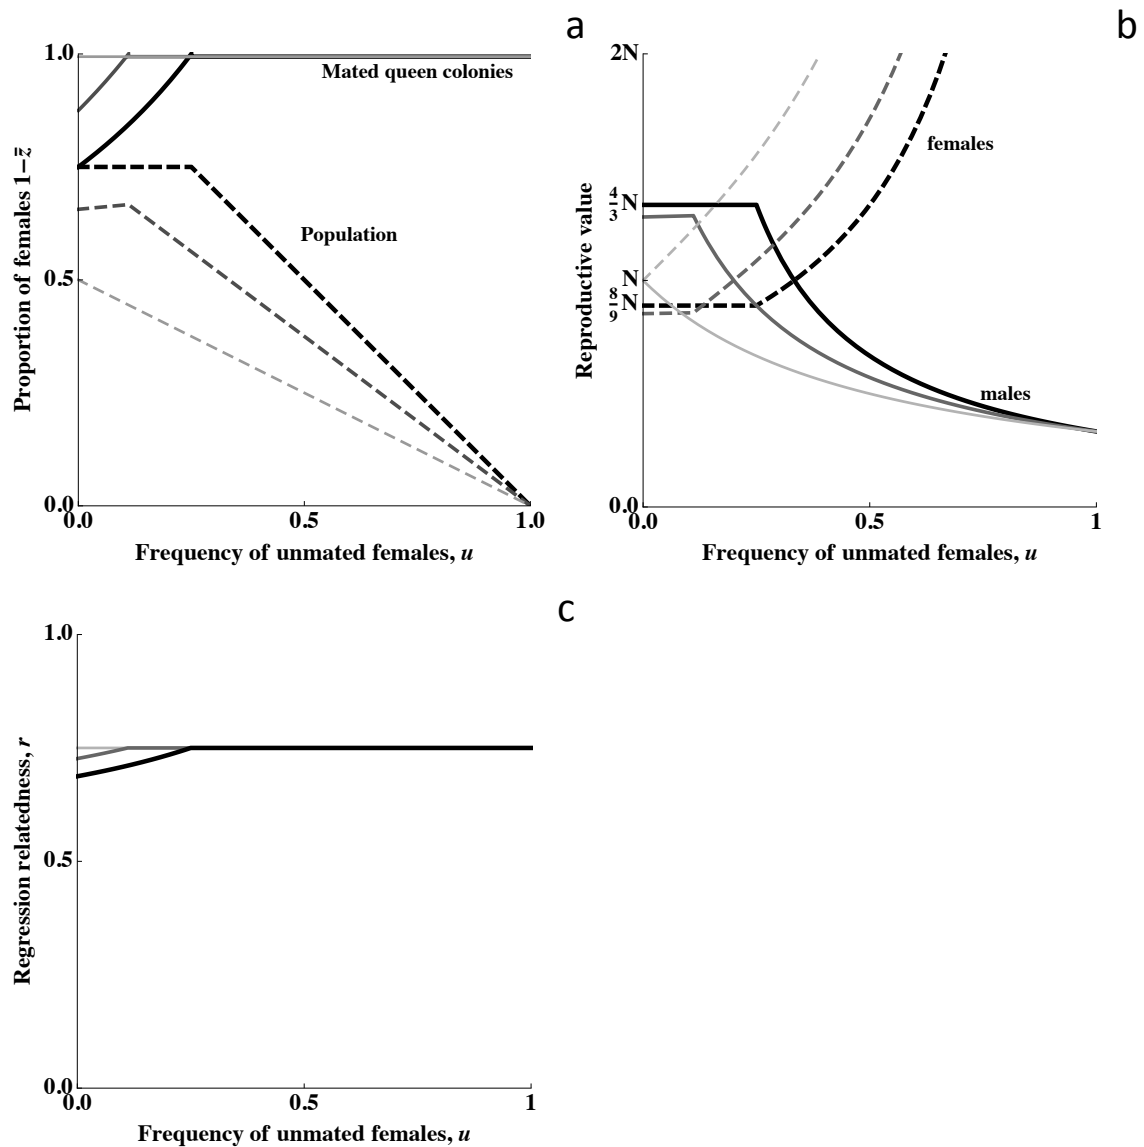 a
1.0
0.5
0.0
Proportion of females 1−z̄
Mated queen colonies
Population
0.0 0.5 1.0
Frequency of unmated females, u
b
2N
4/3 N
N
8/9 N
0.0
Reproductive value
females
males
0.0 0.5 1
Frequency of unmated females, u
c
1.0
0.5
0.0
Regression relatedness, r
0.0 0.5 1
Frequency of unmated females, u